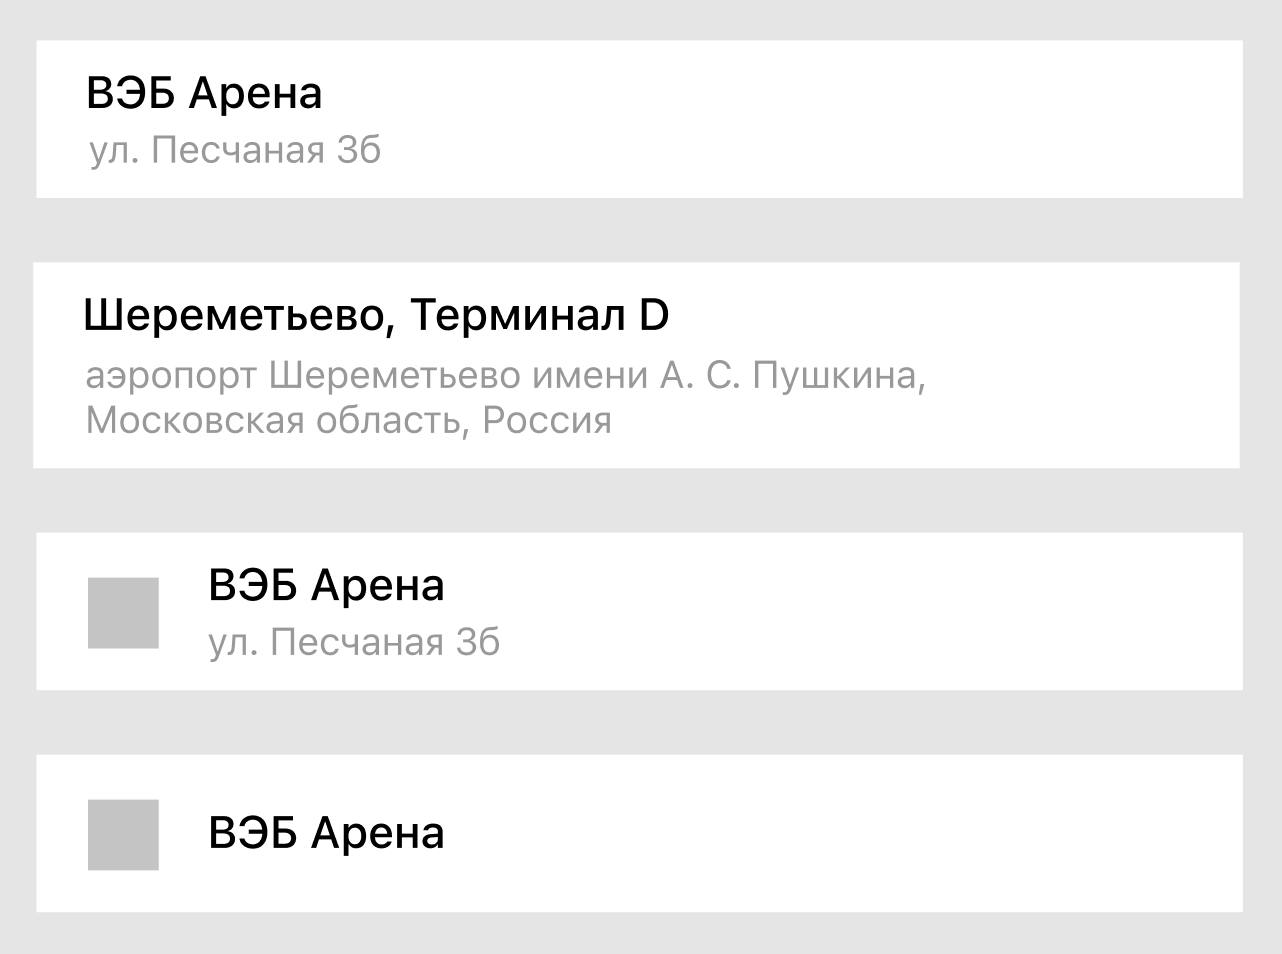 ВЭБ Арена
ул. Песчаная 3б
Шереметьево, Терминал D
аэропорт Шереметьево имени А. С. Пушкина,
Московская область, Россия
ВЭБ Арена
ул. Песчаная 3б
ВЭБ Арена